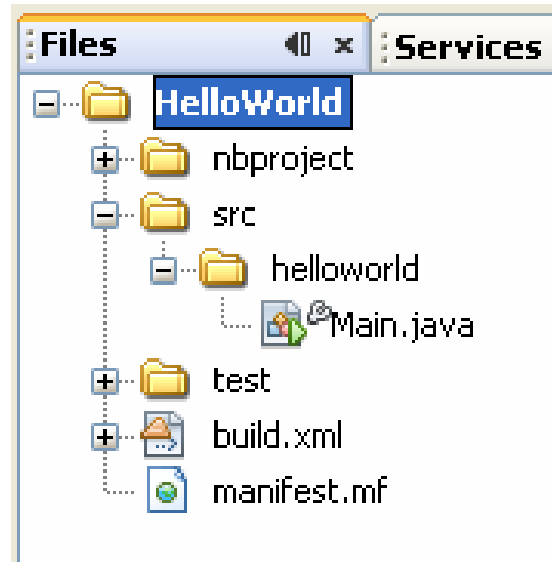 Files Services
HelloWorld
nbproject
src
helloworld
Main.java
test
build.xml
manifest.mf